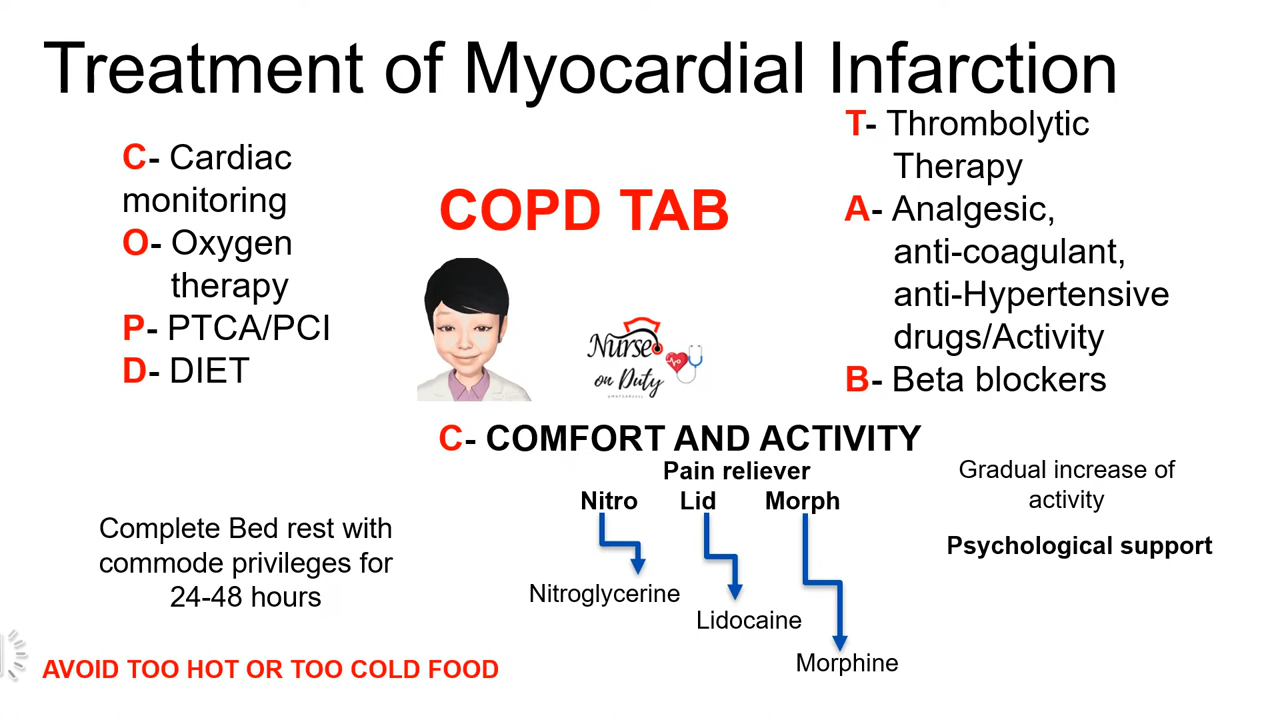 Treatment of Myocardial Infarction
C- Cardiac
monitoring
O- Oxygen
therapy
P- PTCA/PCI
D- DIET
COPD TAB
Nurse
on Duty
T- Thrombolytic
Therapy
A- Analgesic,
anti-coagulant,
anti-Hypertensive
drugs/Activity
B- Beta blockers
C- COMFORT AND ACTIVITY
Pain reliever
Nitro Lid Morph
Nitroglycerine
Lidocaine
Morphine
Complete Bed rest with
commode privileges for
24-48 hours
Gradual increase of
activity
Psychological support
AVOID TOO HOT OR TOO COLD FOOD